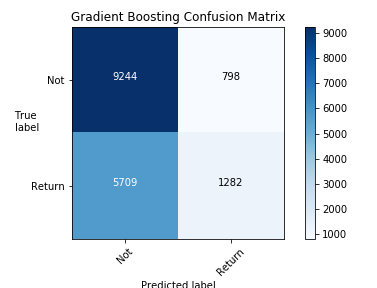 Gradient Boosting Confusion Matrix
Not
9244
798
True
label
Return
5709
1282
Not
Return
Predicted label
9000
8000
7000
6000
5000
4000
3000
2000
1000